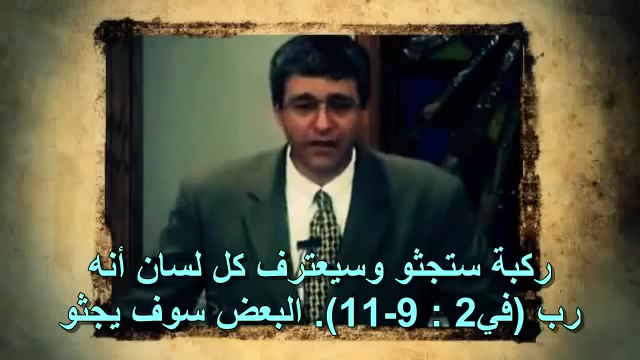 ركبة ستجثو وسيعترف كل لسان أنه
رب (في2 : 9-11). البعض سوف يجثو